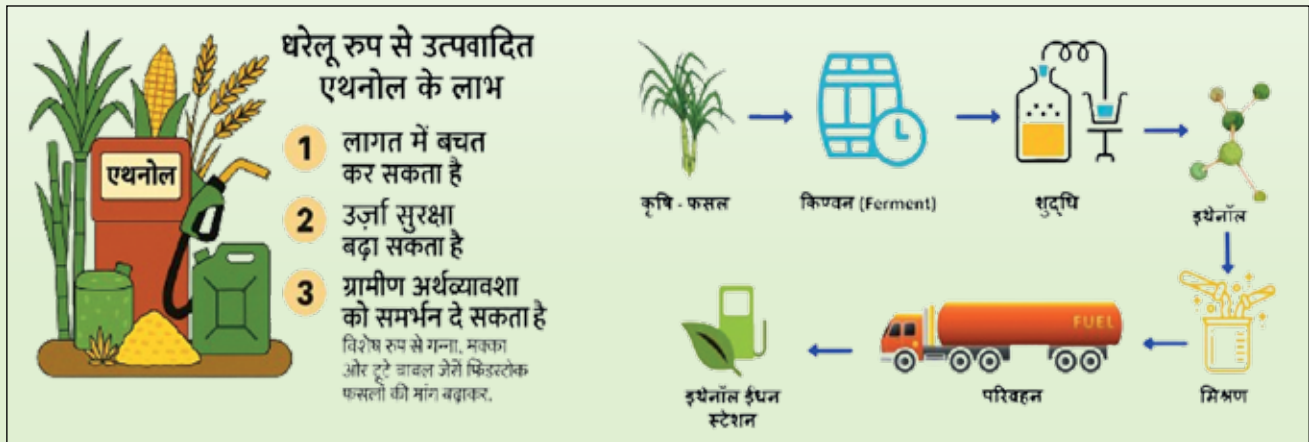 धरेलू रुप से उत्पवादित
एथनोल के लाभ
एथनोल
1 लागत में बचत
कर सकता है
2 उर्ज़ा सुरक्षा
बढ़ा सकता है
3 ग्रामीण अर्थव्यावशा
को समर्भन दे सकता है
विशेष रुप से गन्ना, मक्का
ओर टूटे चावल जेसे फिडस्टोक
फसलों की मांग बढ़ाकर.
कृषि - फसल
किण्वन (Ferment)
शुद्धि
इथेनॉल
मिश्रण
FUEL
परिवहन
इथेनॉल ईंधन
स्टेशन